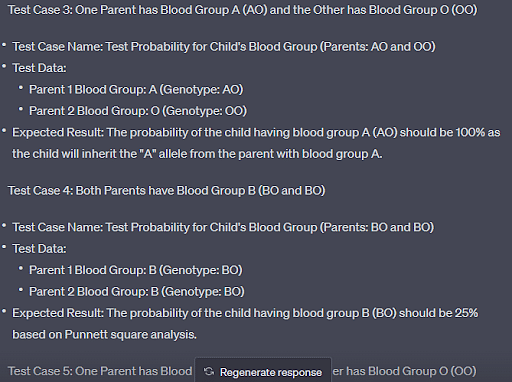 Test Case 3: One Parent has Blood Group A (AO) and the Other has Blood Group O (OO)
• Test Case Name: Test Probability for Child's Blood Group (Parents: AO and OO)
• Test Data:
• Parent 1 Blood Group: A (Genotype: AO)
• Parent 2 Blood Group: O (Genotype: OO)
• Expected Result: The probability of the child having blood group A (AO) should be 100% as
the child will inherit the "A" allele from the parent with blood group A.
Test Case 4: Both Parents have Blood Group B (BO and BO)
• Test Case Name: Test Probability for Child's Blood Group (Parents: BO and BO)
• Test Data:
• Parent 1 Blood Group: B (Genotype: BO)
• Parent 2 Blood Group: B (Genotype: BO)
• Expected Result: The probability of the child having blood group B (BO) should be 25%
based on Punnett square analysis.
Test Case 5: One Parent has Blood Regenerate response er has Blood Group O (OO)